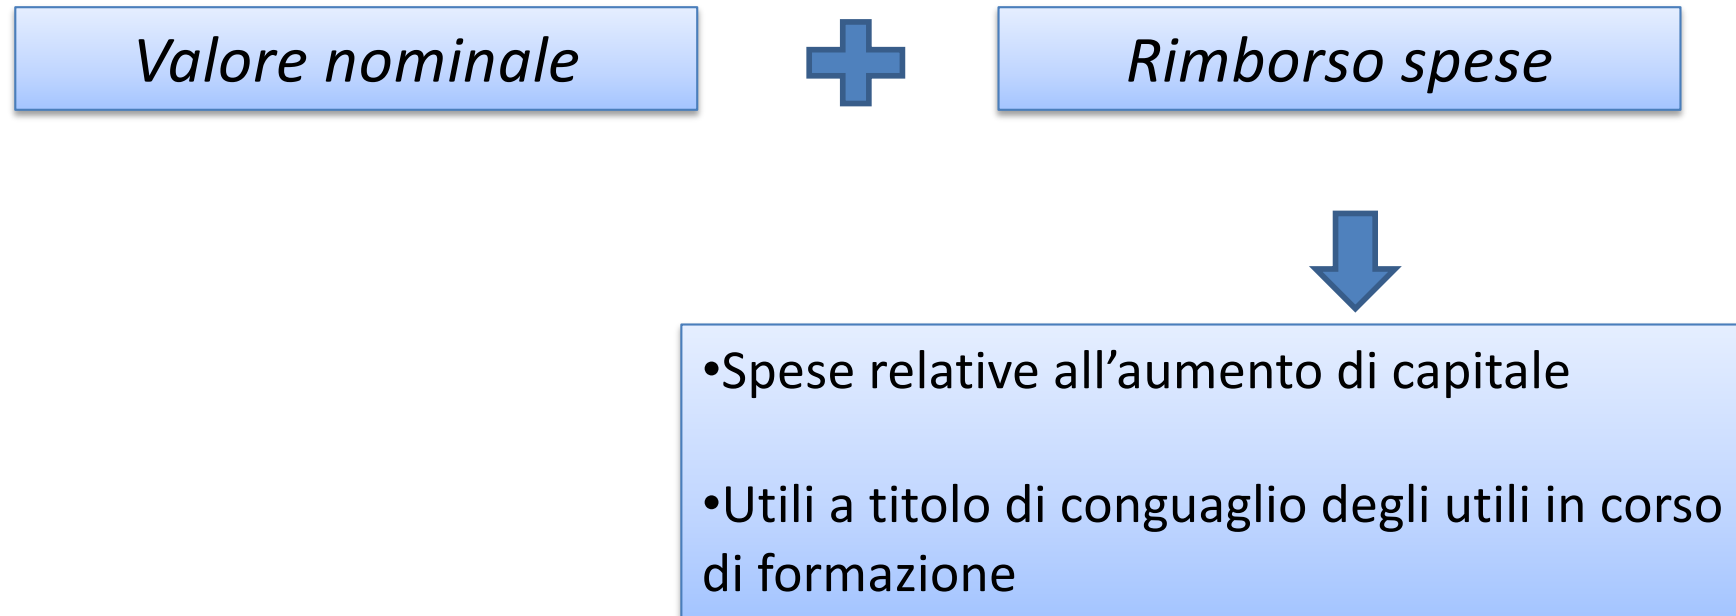 Valore nominale
Rimborso spese
•Spese relative all’aumento di capitale
•Utili a titolo di conguaglio degli utili in corso
di formazione